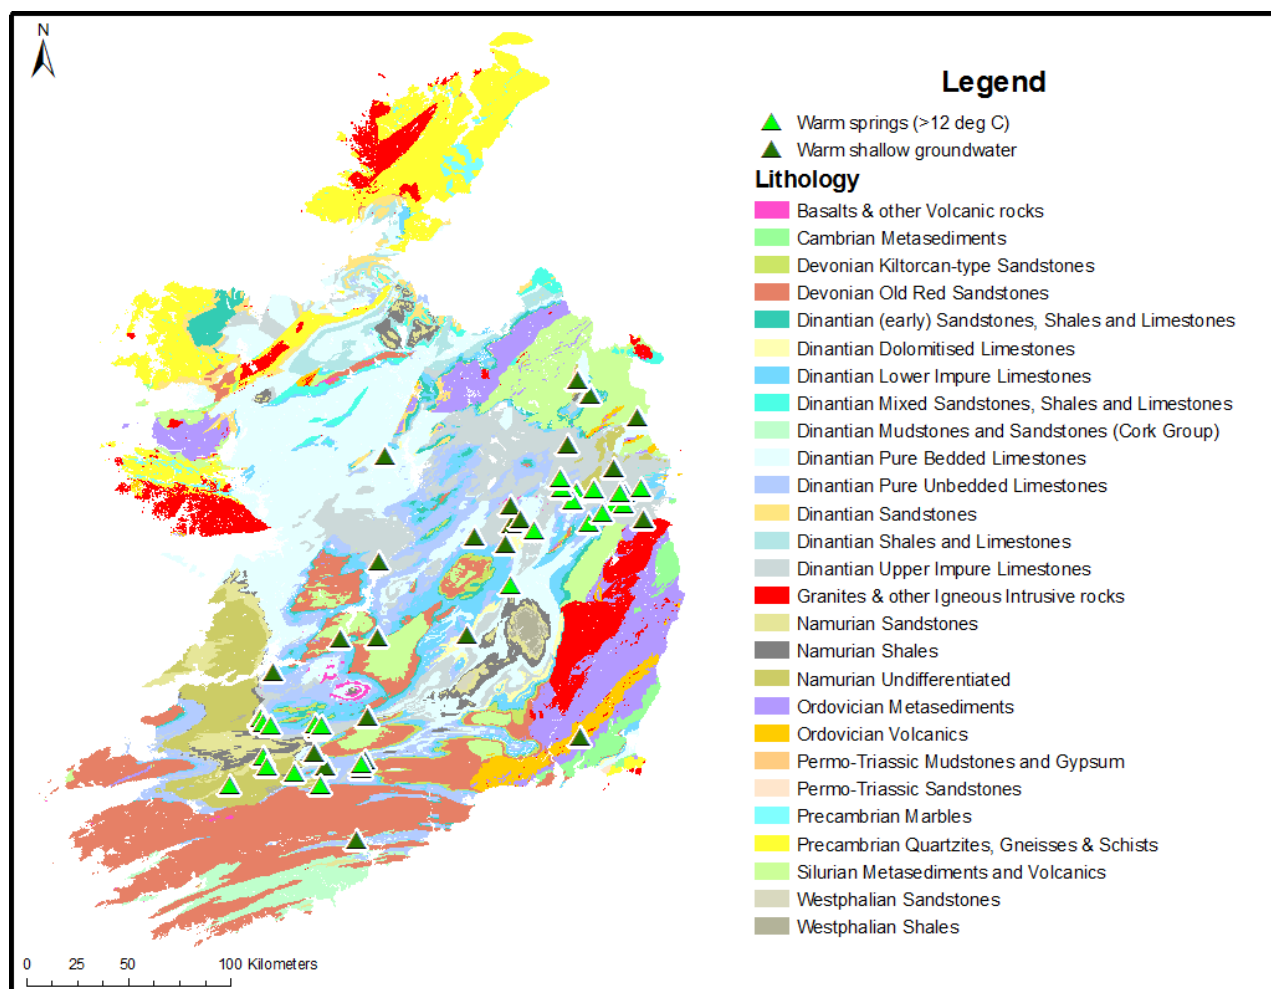 N
Legend
Warm springs (>12 deg C)
Warm shallow groundwater
Lithology
Basalts & other Volcanic rocks
Cambrian Metasediments
Devonian Kiltorcan-type Sandstones
Devonian Old Red Sandstones
Dinantian (early) Sandstones, Shales and Limestones
Dinantian Dolomitised Limestones
Dinantian Lower Impure Limestones
Dinantian Mixed Sandstones, Shales and Limestones
Dinantian Mudstones and Sandstones (Cork Group)
Dinantian Pure Bedded Limestones
Dinantian Pure Unbedded Limestones
Dinantian Sandstones
Dinantian Shales and Limestones
Dinantian Upper Impure Limestones
Granites & other Igneous Intrusive rocks
Namurian Sandstones
Namurian Shales
Namurian Undifferentiated
Ordovician Metasediments
Ordovician Volcanics
Permo-Triassic Mudstones and Gypsum
Permo-Triassic Sandstones
Precambrian Marbles
Precambrian Quartzites, Gneisses & Schists
Silurian Metasediments and Volcanics
Westphalian Sandstones
Westphalian Shales
0 25 50 100 Kilometers